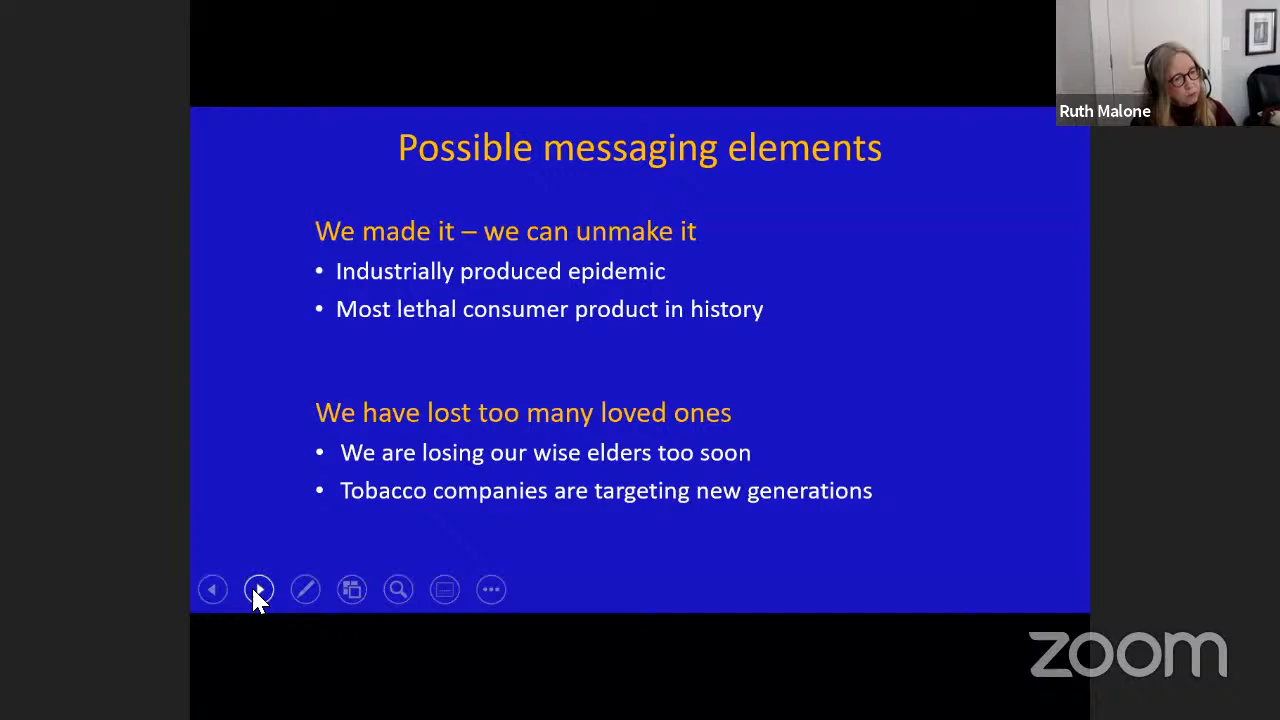 Ruth Malone
Possible messaging elements
We made it – we can unmake it
• Industrially produced epidemic
• Most lethal consumer product in history
We have lost too many loved ones
• We are losing our wise elders too soon
• Tobacco companies are targeting new generations
zoom